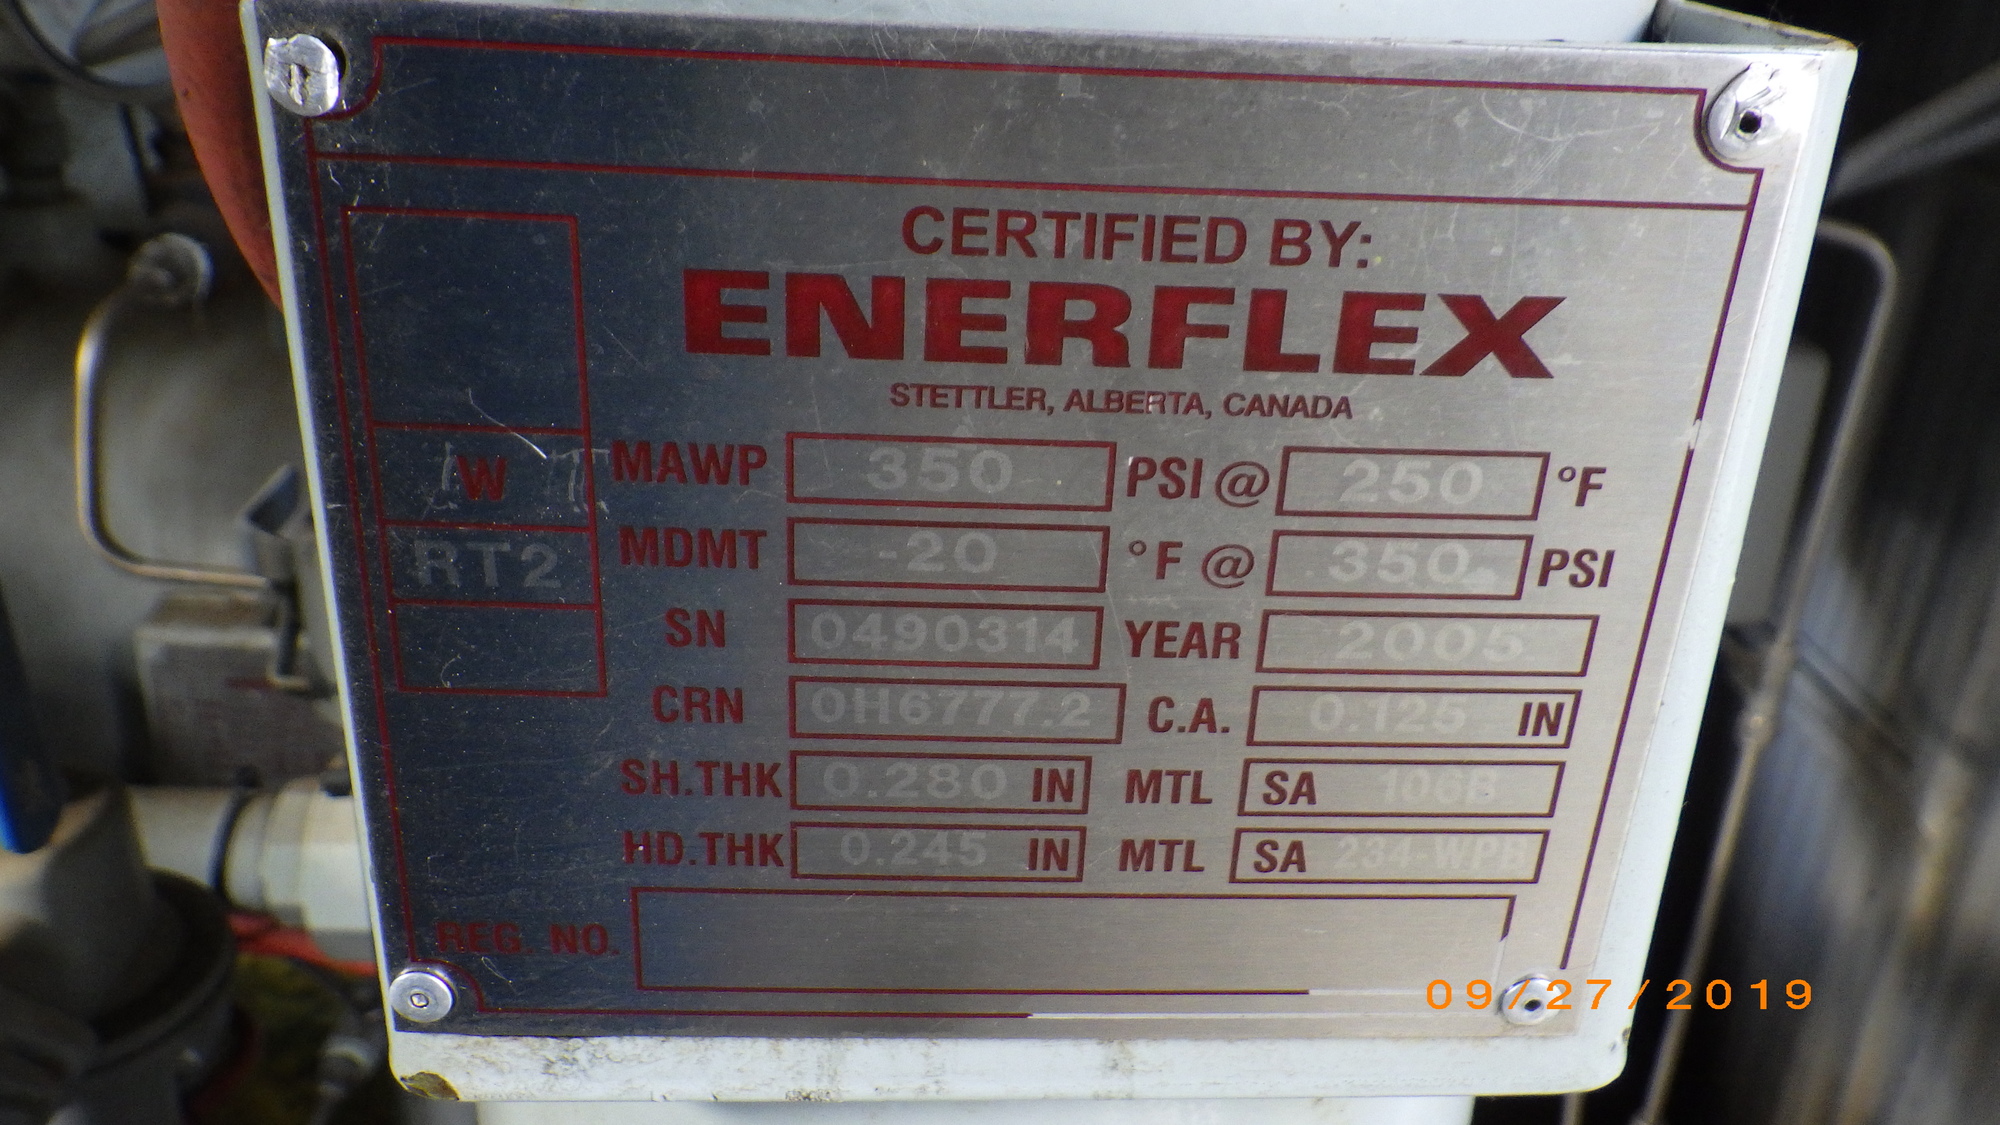 CERTIFIED BY:
ENERFLEX
STETTLER, ALBERTA, CANADA
W
RT2
MAWP 350 PSI @ 250 °F
MDMT -20 °F @ 350 PSI
SN 0490314 YEAR 2005
CRN 0H6777.2 C.A. 0.125 IN
SH.THK 0.280 IN MTL SA 106B
HD.THK 0.245 IN MTL SA 234-WPB
REG. NO.
09/27/2019